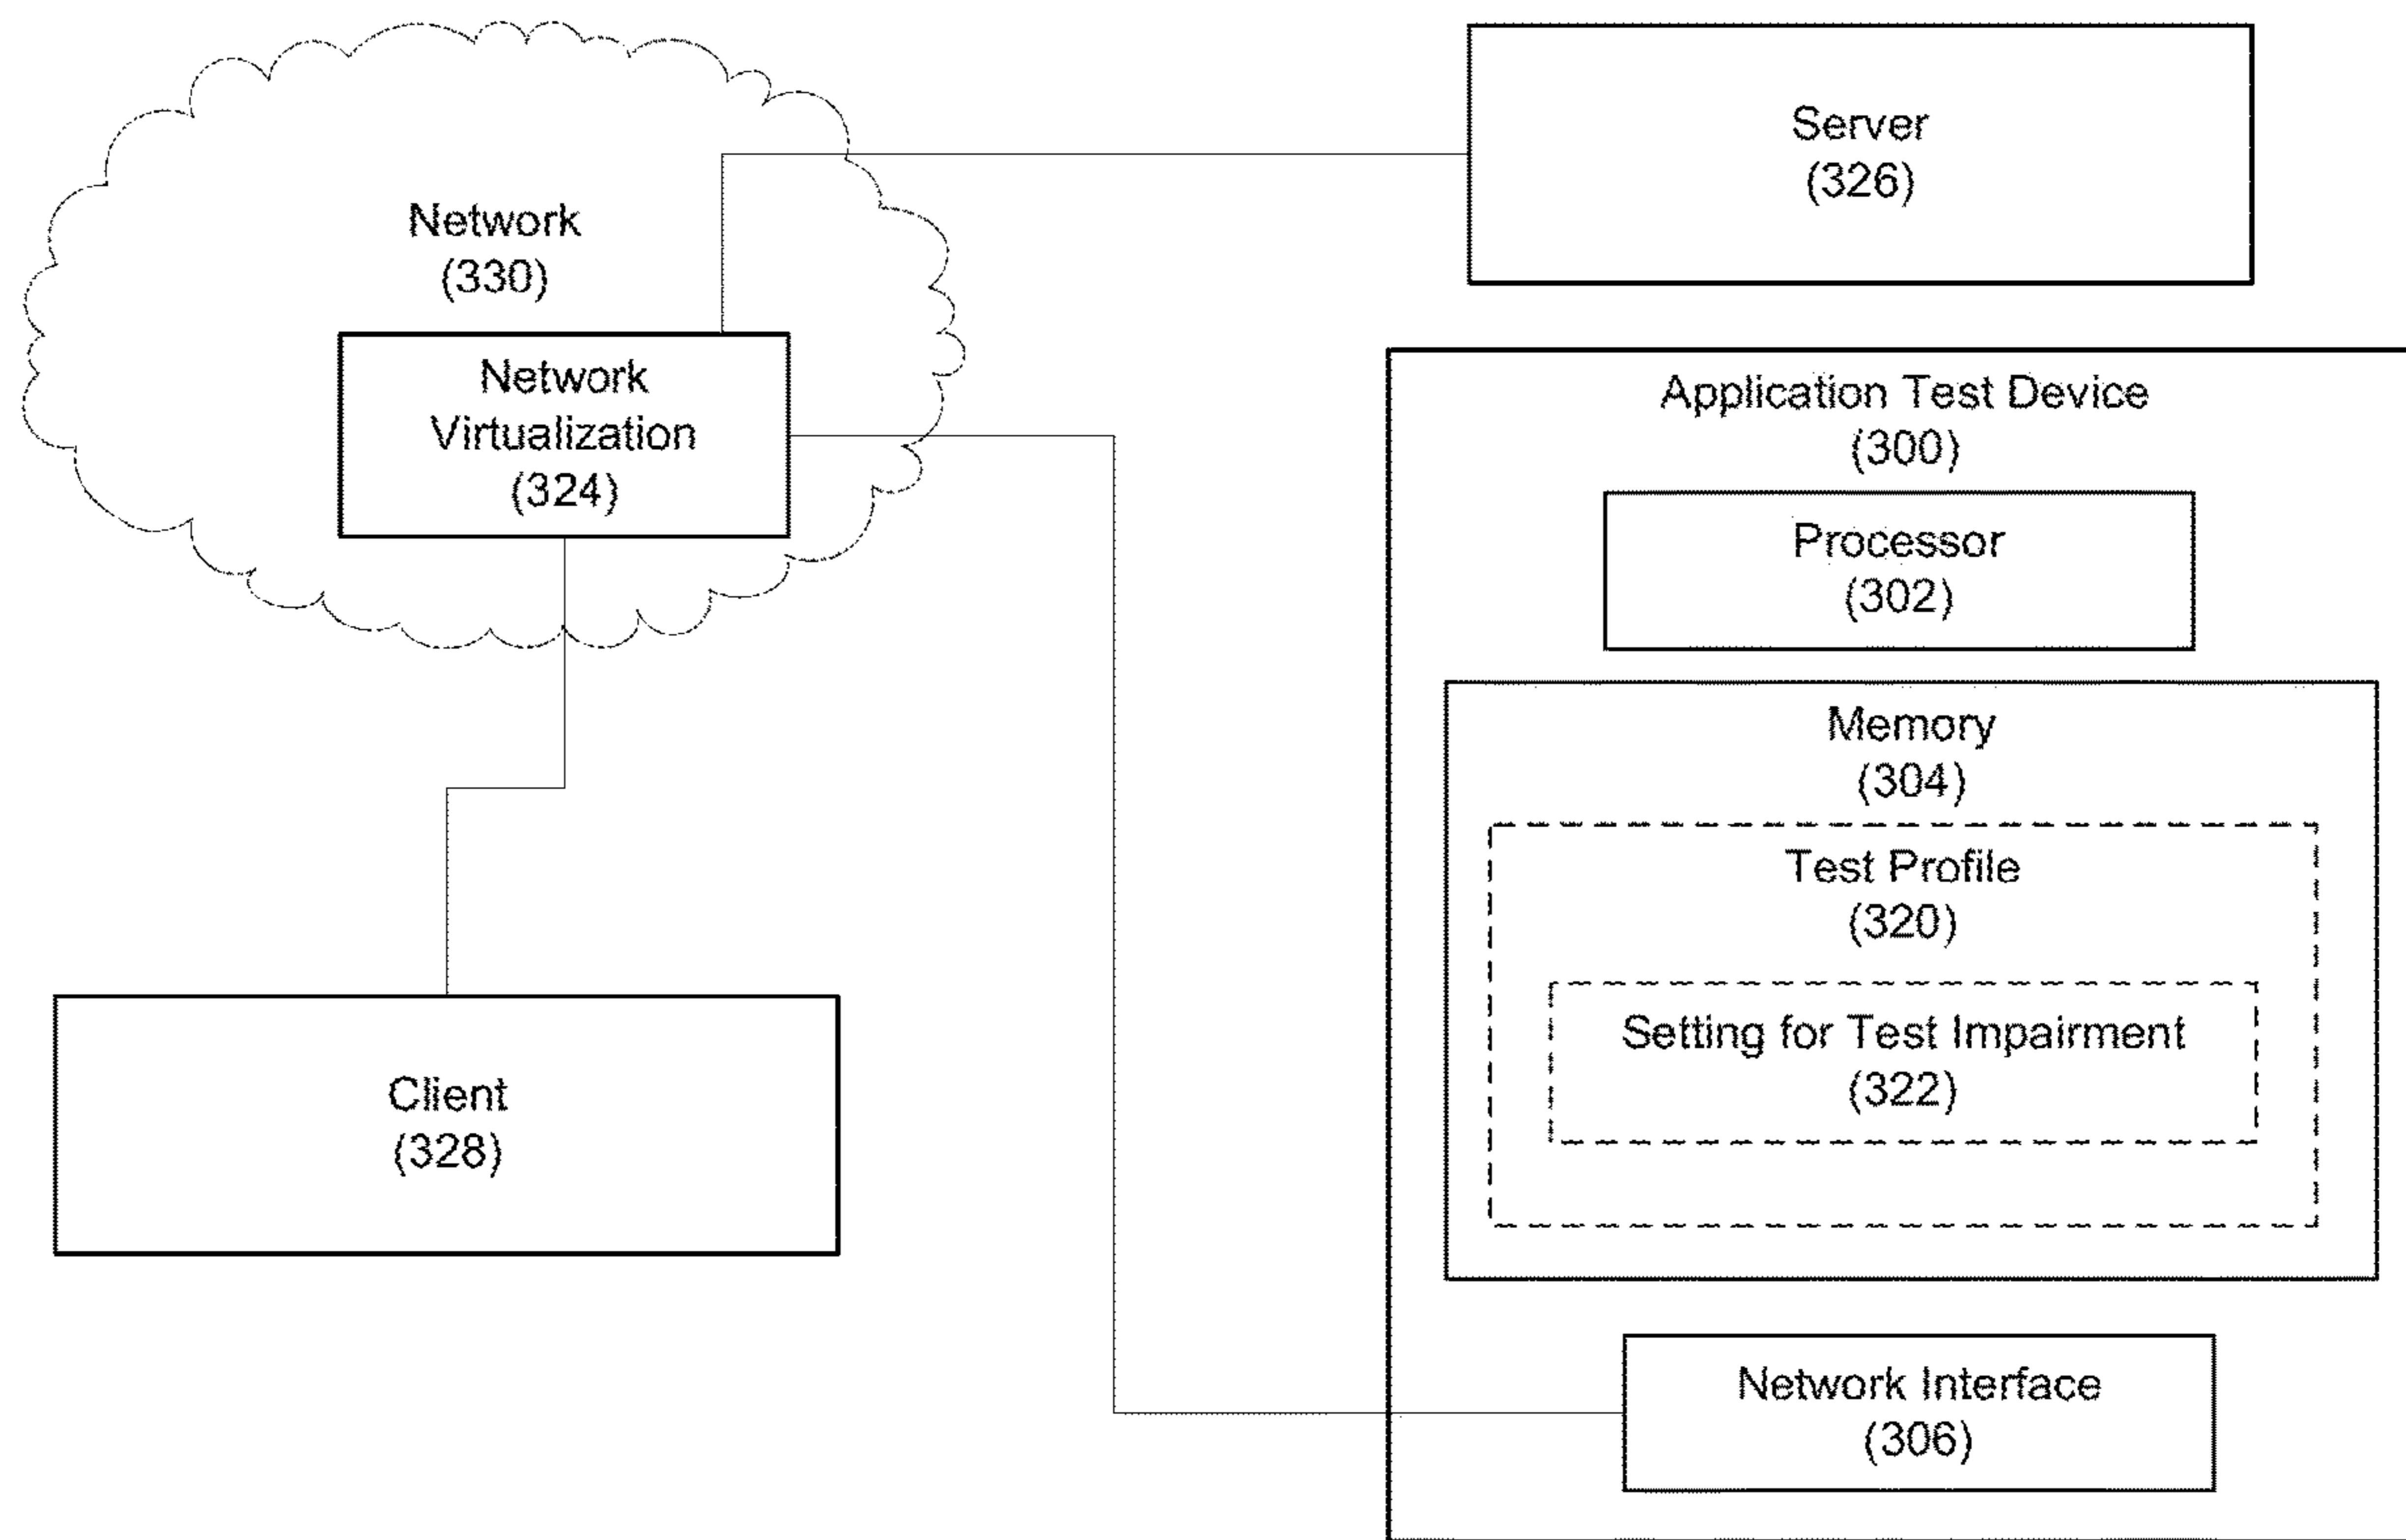 Server
(326)
Network
(330)
Network
Virtualization
(324)
Application Test Device
(300)
Processor
(302)
Memory
(304)
Test Profile
(320)
Setting for Test Impairment
(322)
Client
(328)
Network Interface
(306)